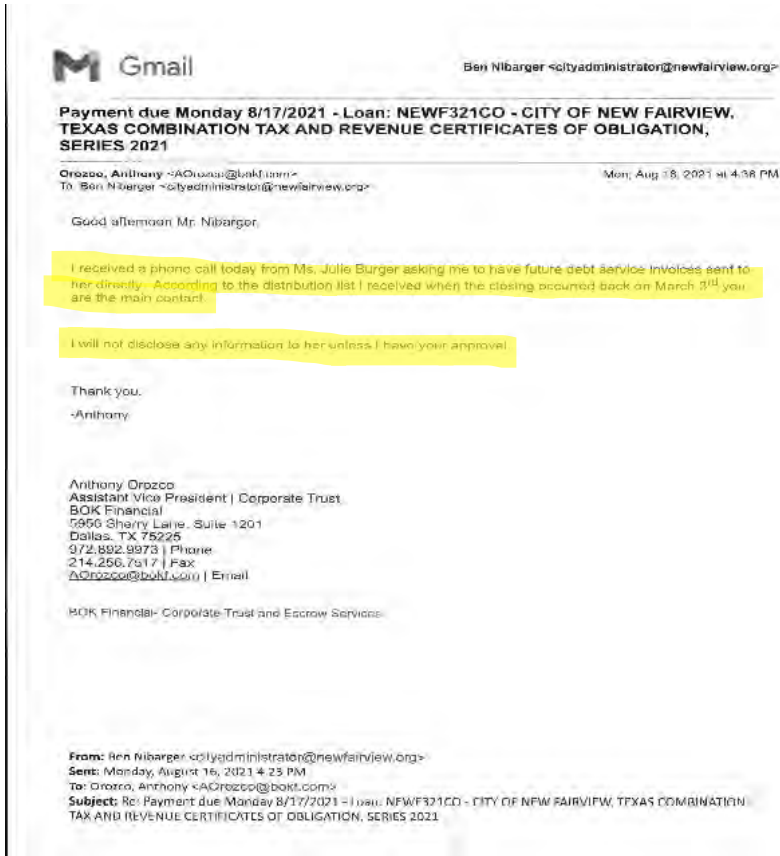 Gmail
Ben Nibarger <cityadministrator@newfairview.org>
Payment due Monday 8/17/2021 - Loan: NEWF321CO - CITY OF NEW FAIRVIEW,
TEXAS COMBINATION TAX AND REVENUE CERTIFICATES OF OBLIGATION,
SERIES 2021
Orozco, Anthony <AOrozco@bokf.com>
Mon, Aug 16, 2021 at 4:36 PM
To: Ben Nibarger <cityadministrator@newfairview.org>
Good afternoon Mr. Nibarger,
I received a phone call today from Ms. Julie Burger asking me to have future debt service invoices sent to
her directly. According to the distribution list I received when the closing occurred back on March 3rd you
are the main contact.
I will not disclose any information to her unless I have your approval.
Thank you.
-Anthony
Anthony Orozco
Assistant Vice President | Corporate Trust
BOK Financial
5956 Sherry Lane, Suite 1201
Dallas, TX 75225
972.892.9973 | Phone
214.256.7517 | Fax
AOrozco@bokf.com | Email
BOK Financial- Corporate Trust and Escrow Services
From: Ben Nibarger <cityadministrator@newfairview.org>
Sent: Monday, August 16, 2021 4:23 PM
To: Orozco, Anthony <AOrozco@bokf.com>
Subject: Re: Payment due Monday 8/17/2021 - Loan: NEWF321CO - CITY OF NEW FAIRVIEW, TEXAS COMBINATION
TAX AND REVENUE CERTIFICATES OF OBLIGATION, SERIES 2021